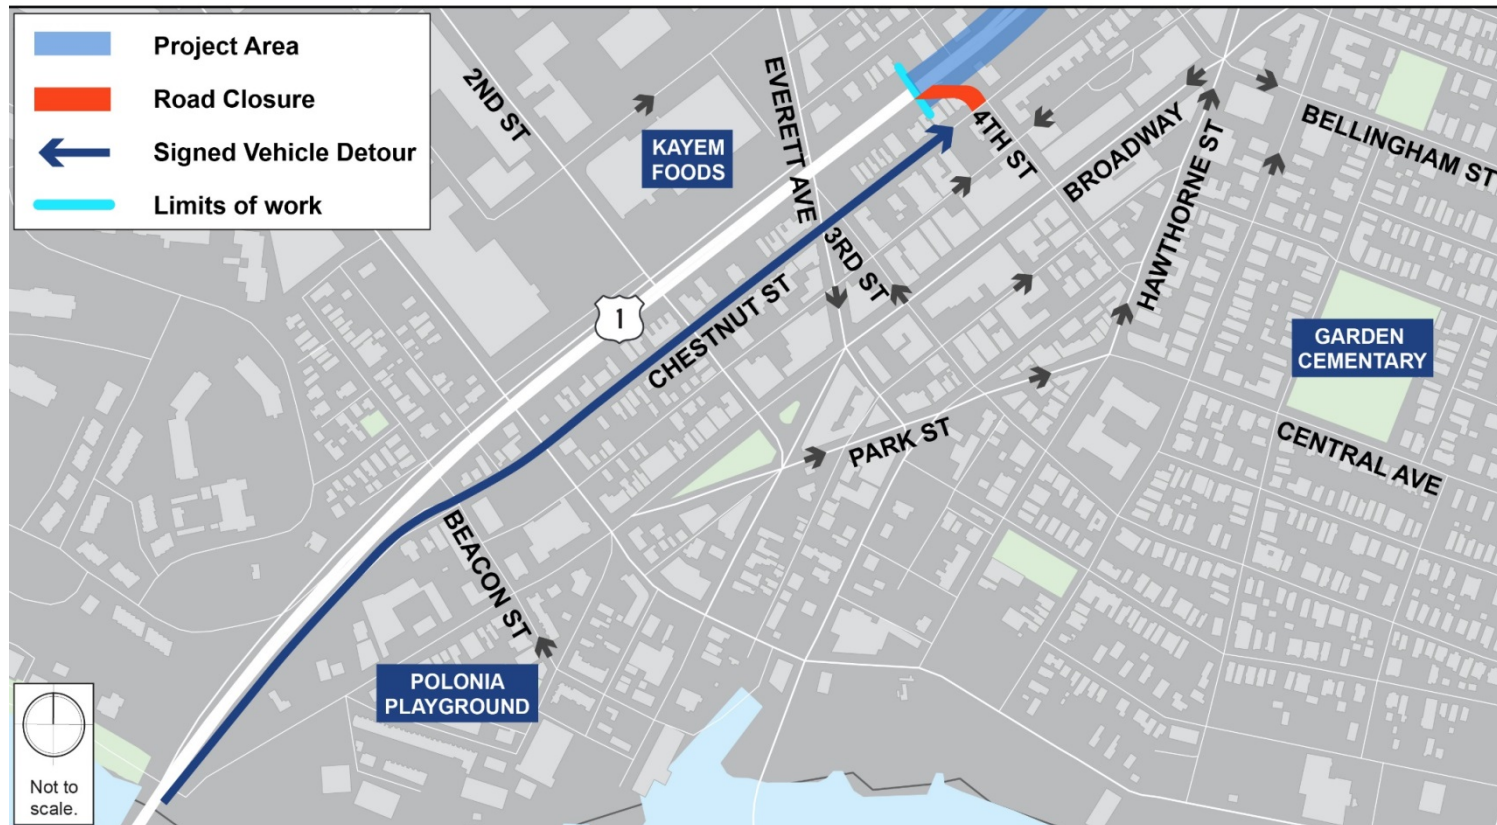 Project Area
Road Closure
Signed Vehicle Detour
Limits of work
2ND ST
EVERETT AVE
KAYEM
FOODS
4TH ST
BROADWAY
BELLINGHAM ST
HAWTHORNE ST
3RD ST
1
CHESTNUT ST
GARDEN
CEMENTARY
PARK ST
CENTRAL AVE
BEACON ST
POLONIA
PLAYGROUND
Not to
scale.